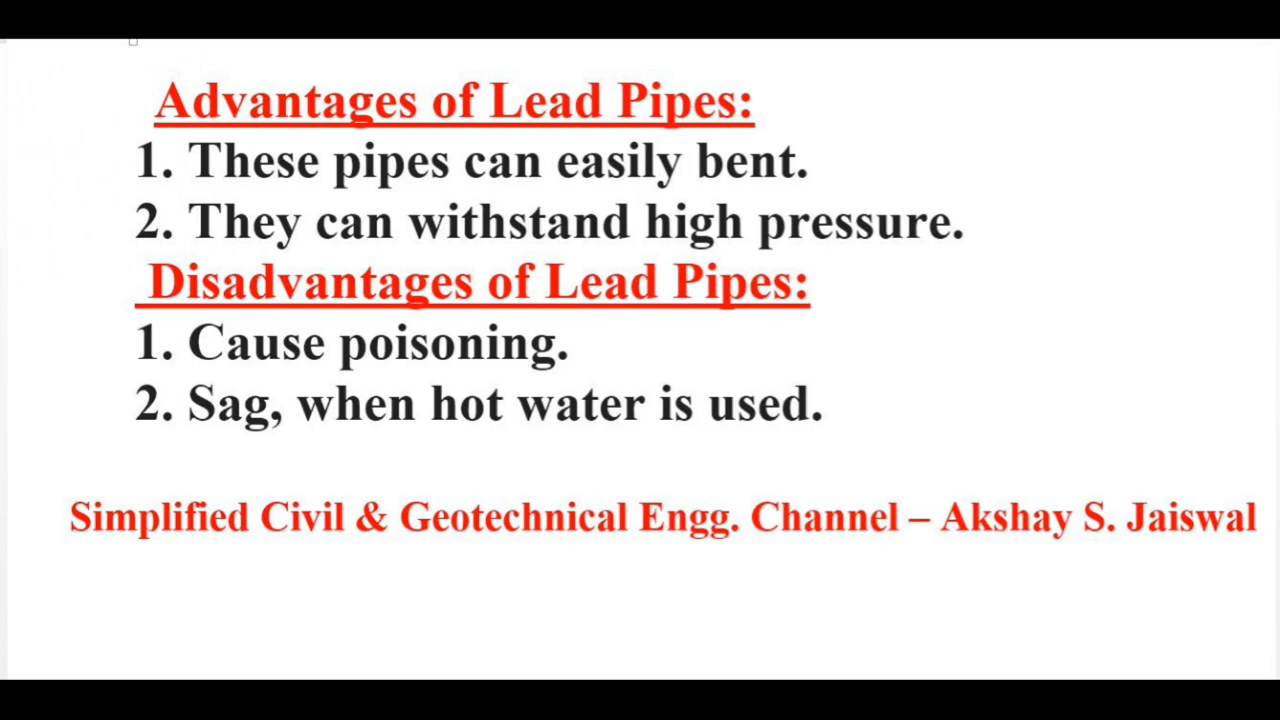 Advantages of Lead Pipes:
1. These pipes can easily bent.
2. They can withstand high pressure.
Disadvantages of Lead Pipes:
1. Cause poisoning.
2. Sag, when hot water is used.
Simplified Civil & Geotechnical Engg. Channel – Akshay S. Jaiswal